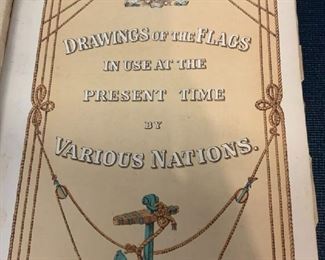 DRAWINGS OF THE FLAGS
IN USE AT THE
PRESENT TIME
BY
VARIOUS NATIONS.